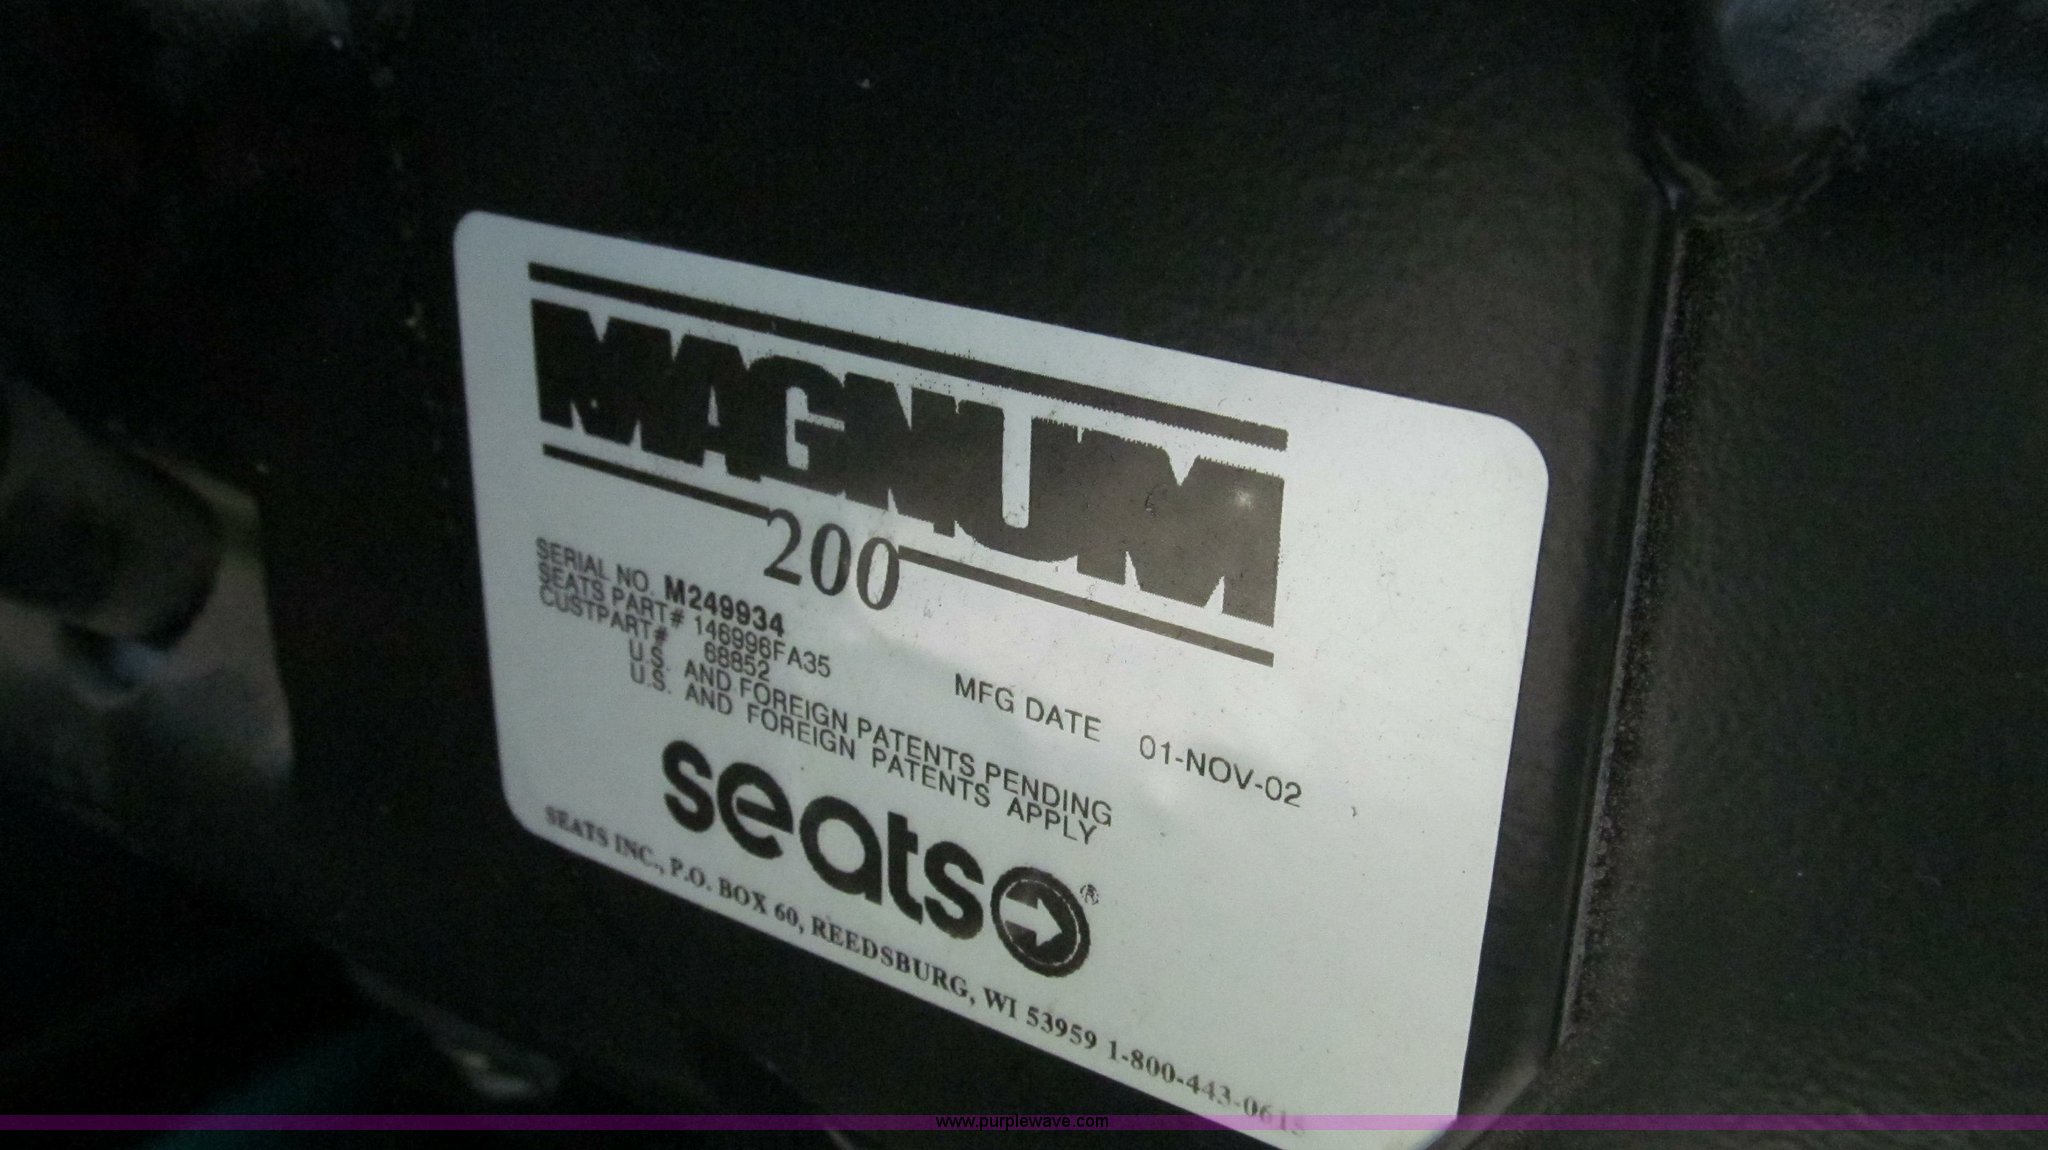 MAGNUM
200
SERIAL NO. M249934
SEATS PART# 146996FA35
CUSTPART# 68852
MFG DATE 01-NOV-02
U.S. AND FOREIGN PATENTS PENDING
U.S. AND FOREIGN PATENTS APPLY
seats ®
SEATS INC., P.O. BOX 60, REEDSBURG, WI 53959 1-800-443-0615
www.purplewave.com